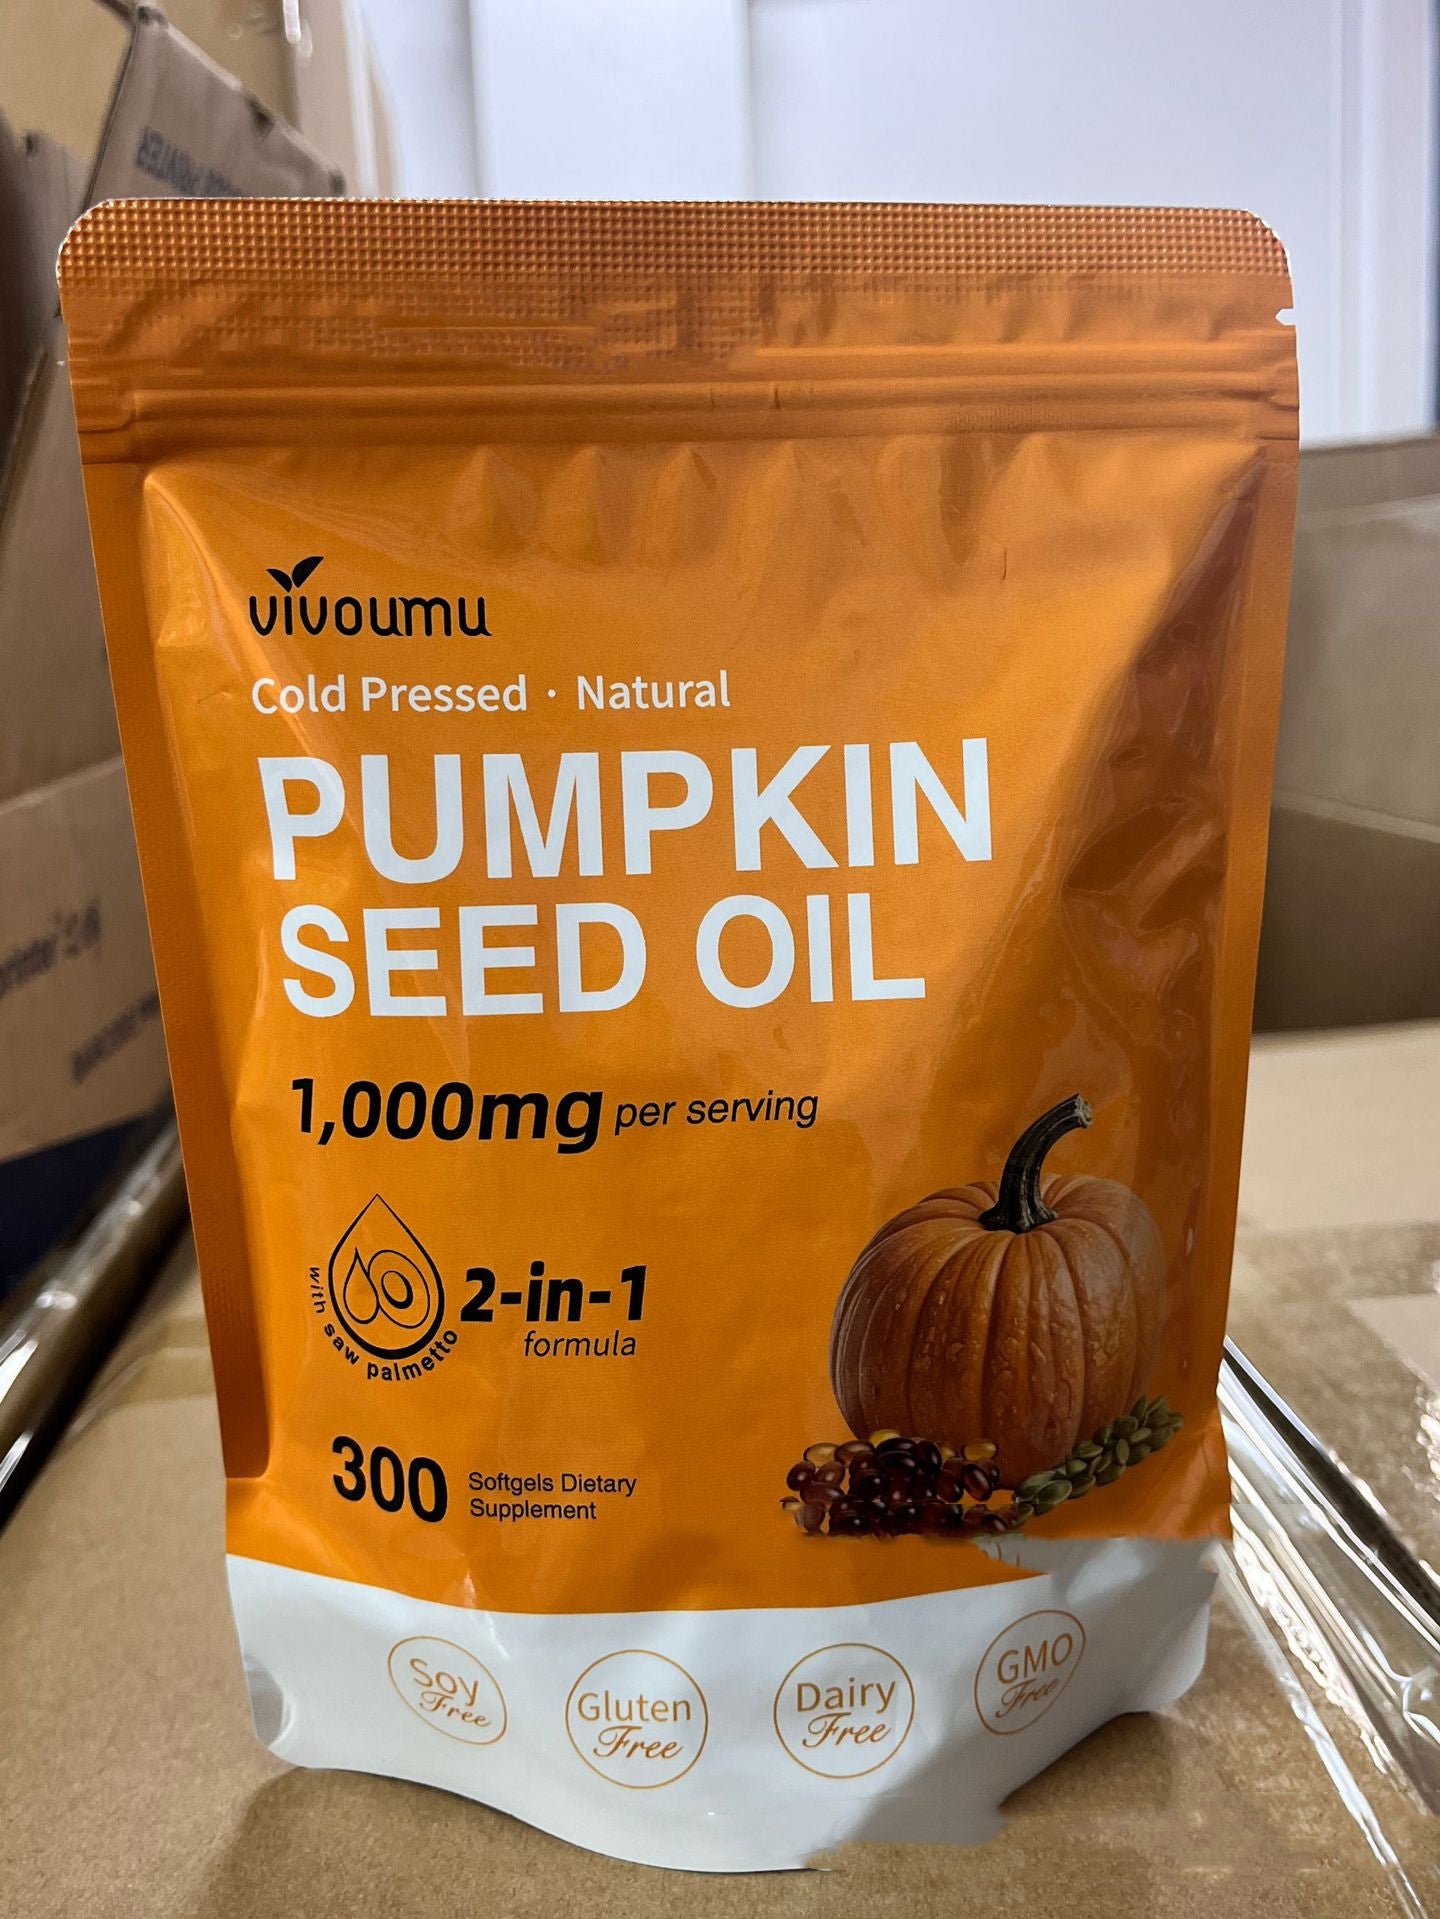 vivoumu
Cold Pressed · Natural
PUMPKIN
SEED OIL
1,000mg per serving
with saw palmetto
2-in-1
formula
300
Softgels Dietary
Supplement
Soy
Free
Gluten
Free
Dairy
Free
GMO
Free